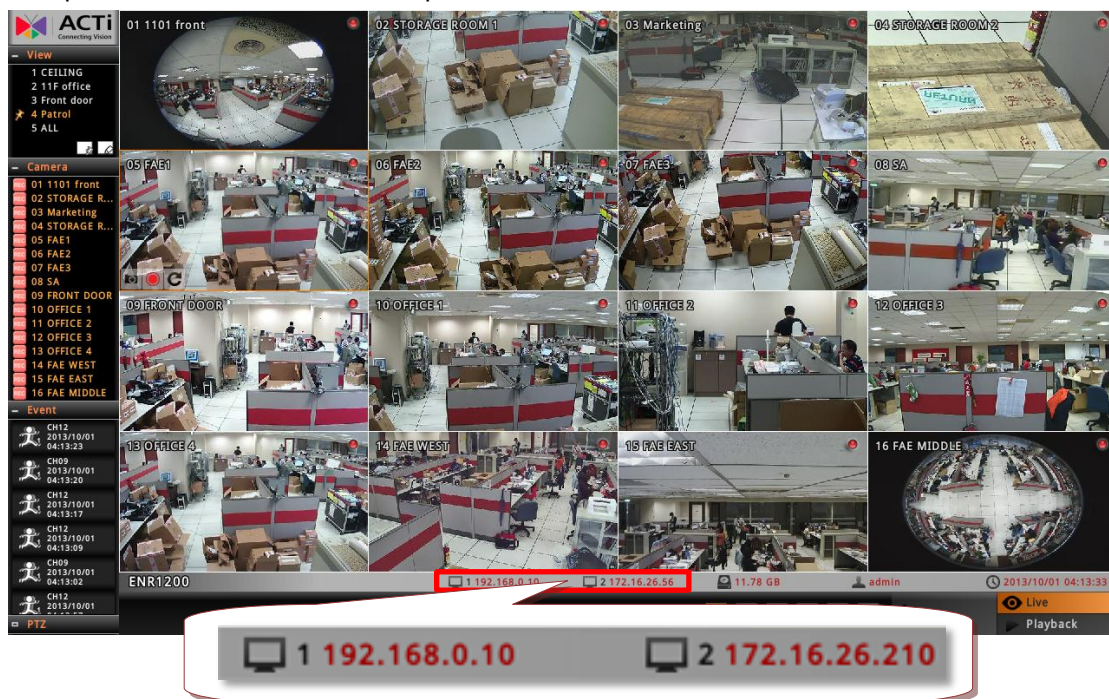 ACTi
Connecting Vision
View
1 CEILING
2 11F office
3 Front door
4 Patrol
5 ALL
Camera
01 1101 front
02 STORAGE R...
03 Marketing
04 STORAGE R...
05 FAE1
06 FAE2
07 FAE3
08 SA
09 FRONT DOOR
10 OFFICE 1
11 OFFICE 2
12 OFFICE 3
13 OFFICE 4
14 FAE WEST
15 FAE EAST
16 FAE MIDDLE
Event
CH12
2013/10/01
04:13:23
CH09
2013/10/01
04:13:20
CH12
2013/10/01
04:13:17
CH12
2013/10/01
04:13:09
CH09
2013/10/01
04:13:02
CH12
2013/10/01
PTZ
01 1101 front
02 STORAGE ROOM 1
03 Marketing
04 STORAGE ROOM 2
05 FAE1
06 FAE2
07 FAE3
08 SA
09 FRONT DOOR
10 OFFICE 1
11 OFFICE 2
12 OFFICE 3
13 OFFICE 4
14 FAE WEST
15 FAE EAST
16 FAE MIDDLE
ENR1200
1 192.168.0.10
2 172.16.26.56
11.78 GB
admin
2013/10/01 04:13:33
Live
Playback
1 192.168.0.10
2 172.16.26.210